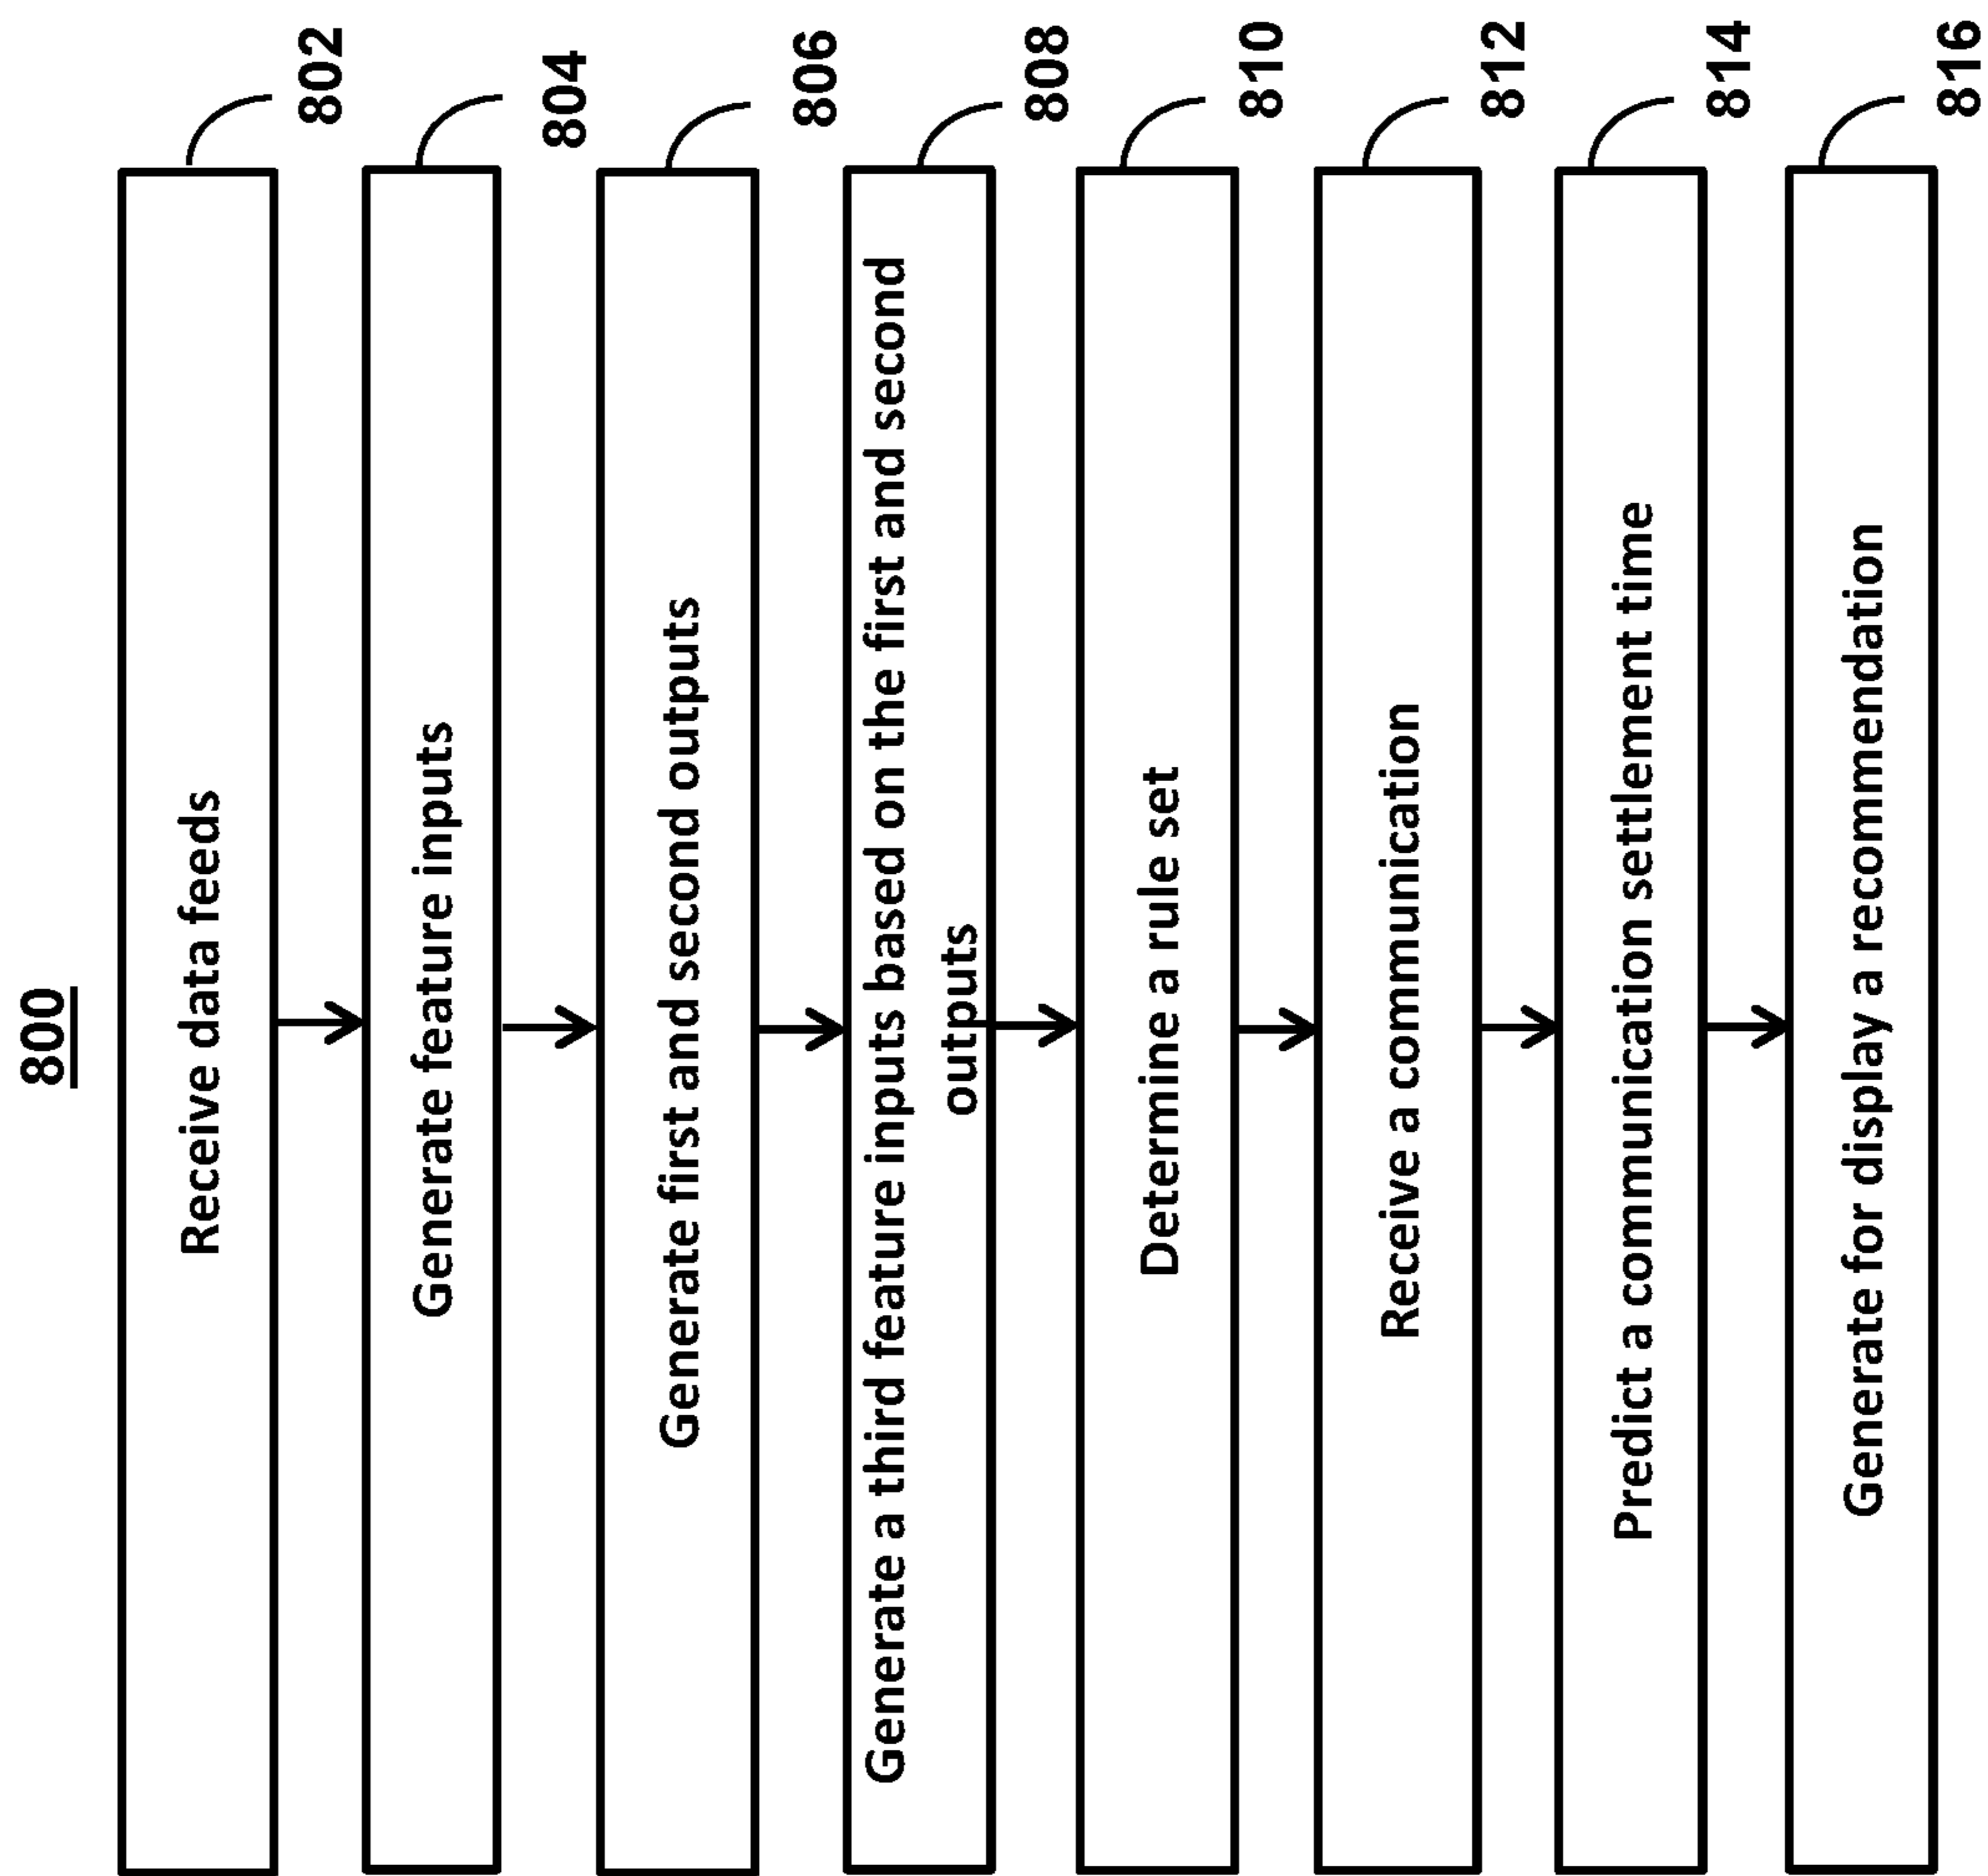 800
Receive data feeds
802
Generate feature inputs
804
Generate first and second outputs
806
Generate a third feature inputs based on the first and second
outputs
808
Determine a rule set
810
Receive a communication
812
Predict a communication settlement time
814
Generate for display a recommendation
816